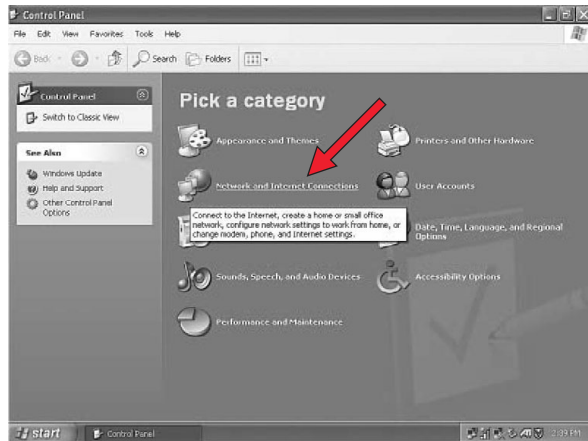 Control Panel
File Edit View Favorites Tools Help
Back Search Folders
Control Panel
Switch to Classic View
See Also
Windows Update
Help and Support
Other Control Panel
Options
Pick a category
Appearance and Themes
Printers and Other Hardware
Network and Internet Connections
User Accounts
Connect to the Internet, create a home or small office
network, configure network settings to work from home, or
change modem, phone, and Internet settings.
Date, Time, Language, and Regional
Options
Sounds, Speech, and Audio Devices
Accessibility Options
Performance and Maintenance
start
Control Panel
2:39 PM